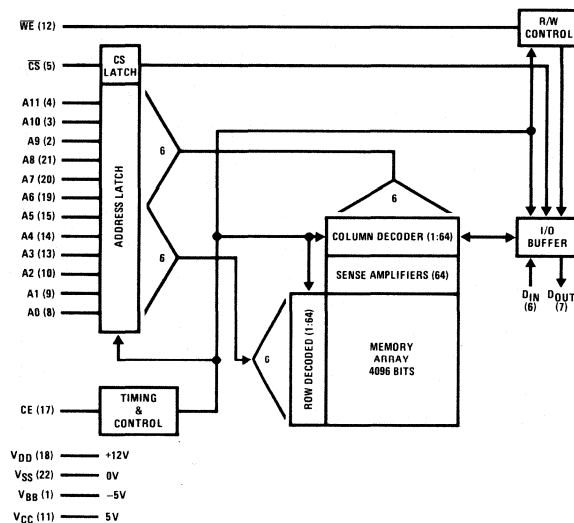 W̅E̅ (12)
R/W
CONTROL
C̅S̅ (5)
CS
LATCH
A11 (4)
A10 (3)
A9 (2)
A8 (21)
A7 (20)
A6 (19)
A5 (15)
A4 (14)
A3 (13)
A2 (10)
A1 (9)
A0 (8)
ADDRESS LATCH
6
6
6
COLUMN DECODER (1:64)
I/O
BUFFER
SENSE AMPLIFIERS (64)
DIN
(6)
DOUT
(7)
6
ROW DECODED (1:64)
MEMORY
ARRAY
4096 BITS
CE (17)
TIMING
&
CONTROL
VDD (18) +12V
VSS (22) 0V
VBB (1) −5V
VCC (11) 5V